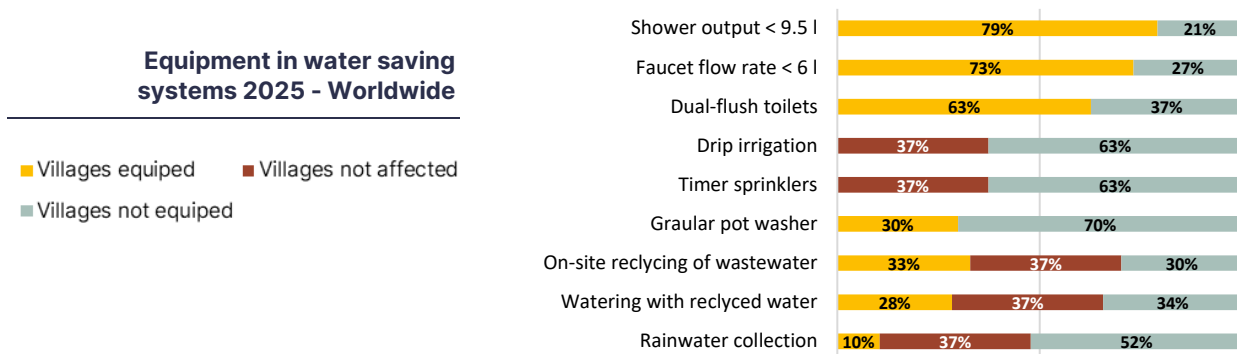 Equipment in water saving
systems 2025 - Worldwide
Villages equiped
Villages not affected
Villages not equiped
Shower output < 9.5 l
79%
21%
Faucet flow rate < 6 l
73%
27%
Dual-flush toilets
63%
37%
Drip irrigation
37%
63%
Timer sprinklers
37%
63%
Graular pot washer
30%
70%
On-site reclycing of wastewater
33%
37%
30%
Watering with reclyced water
28%
37%
34%
Rainwater collection
10%
37%
52%